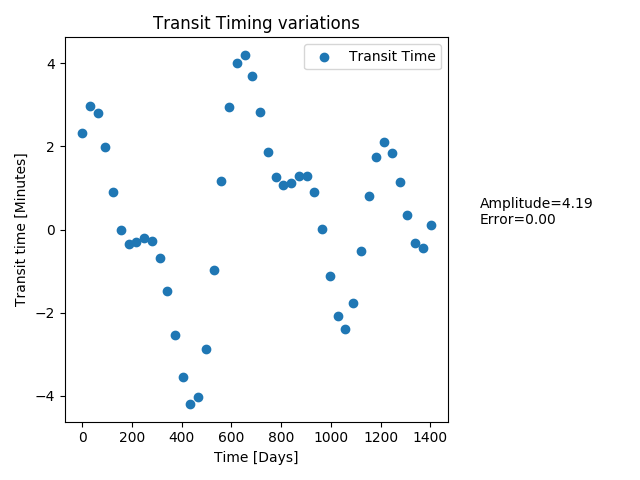 Transit Timing variations
Transit Time
4
2
0
−2
−4
Transit time [Minutes]
0 200 400 600 800 1000 1200 1400
Time [Days]
Amplitude=4.19
Error=0.00